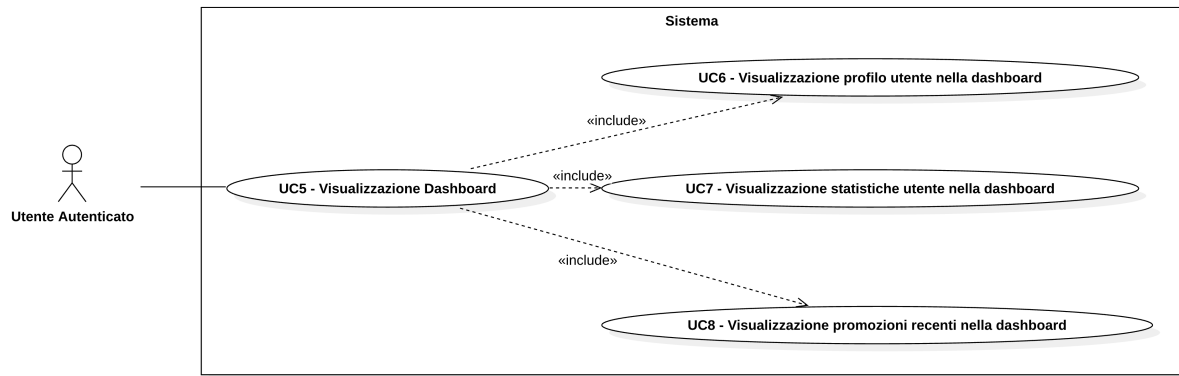 Sistema
UC6 - Visualizzazione profilo utente nella dashboard
«include»
«include»
UC5 - Visualizzazione Dashboard
UC7 - Visualizzazione statistiche utente nella dashboard
Utente Autenticato
«include»
UC8 - Visualizzazione promozioni recenti nella dashboard